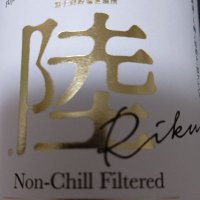 陸
Riku
Non-Chill Filtered